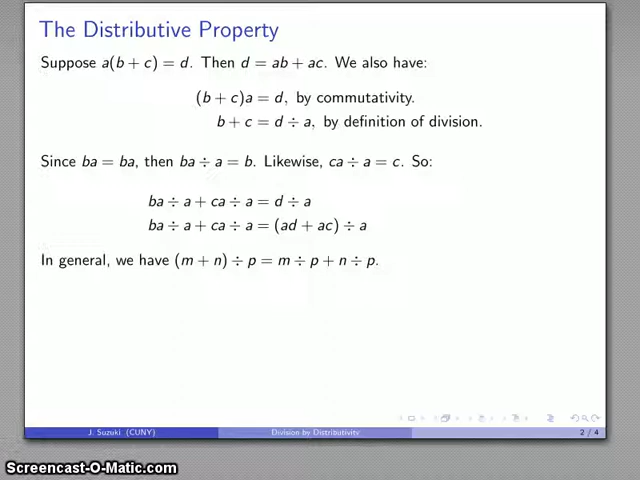 The Distributive Property
Suppose a(b + c) = d. Then d = ab + ac. We also have:
(b + c)a = d, by commutativity.
b + c = d ÷ a, by definition of division.
Since ba = ba, then ba ÷ a = b. Likewise, ca ÷ a = c. So:
ba ÷ a + ca ÷ a = d ÷ a
ba ÷ a + ca ÷ a = (ad + ac) ÷ a
In general, we have (m + n) ÷ p = m ÷ p + n ÷ p.
J. Suzuki (CUNY) Division by Distributivity 2 / 4
Screencast-O-Matic.com